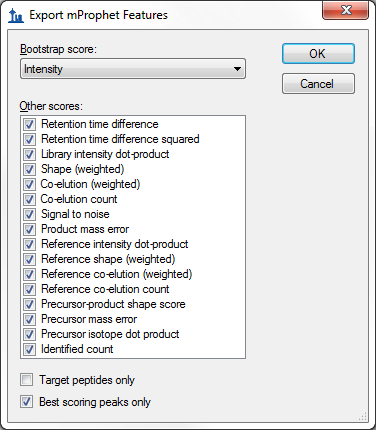 Export mProphet Features
Bootstrap score:
Intensity
OK
Cancel
Other scores:
Retention time difference
Retention time difference squared
Library intensity dot-product
Shape (weighted)
Co-elution (weighted)
Co-elution count
Signal to noise
Product mass error
Reference intensity dot-product
Reference shape (weighted)
Reference co-elution (weighted)
Reference co-elution count
Precursor-product shape score
Precursor mass error
Precursor isotope dot product
Identified count
Target peptides only
Best scoring peaks only